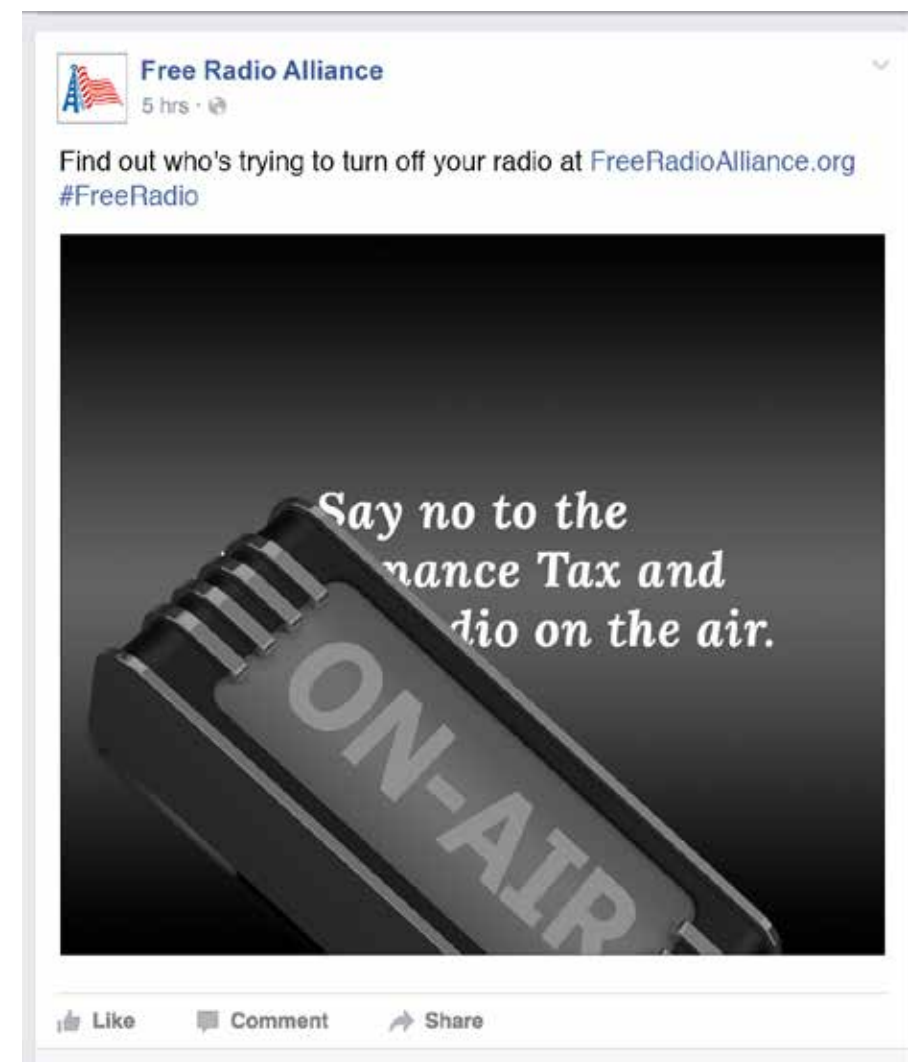 Free Radio Alliance
5 hrs ·
Find out who's trying to turn off your radio at FreeRadioAlliance.org
#FreeRadio
Say no to the
nance Tax and
dio on the air.
ON-AIR
Like Comment Share